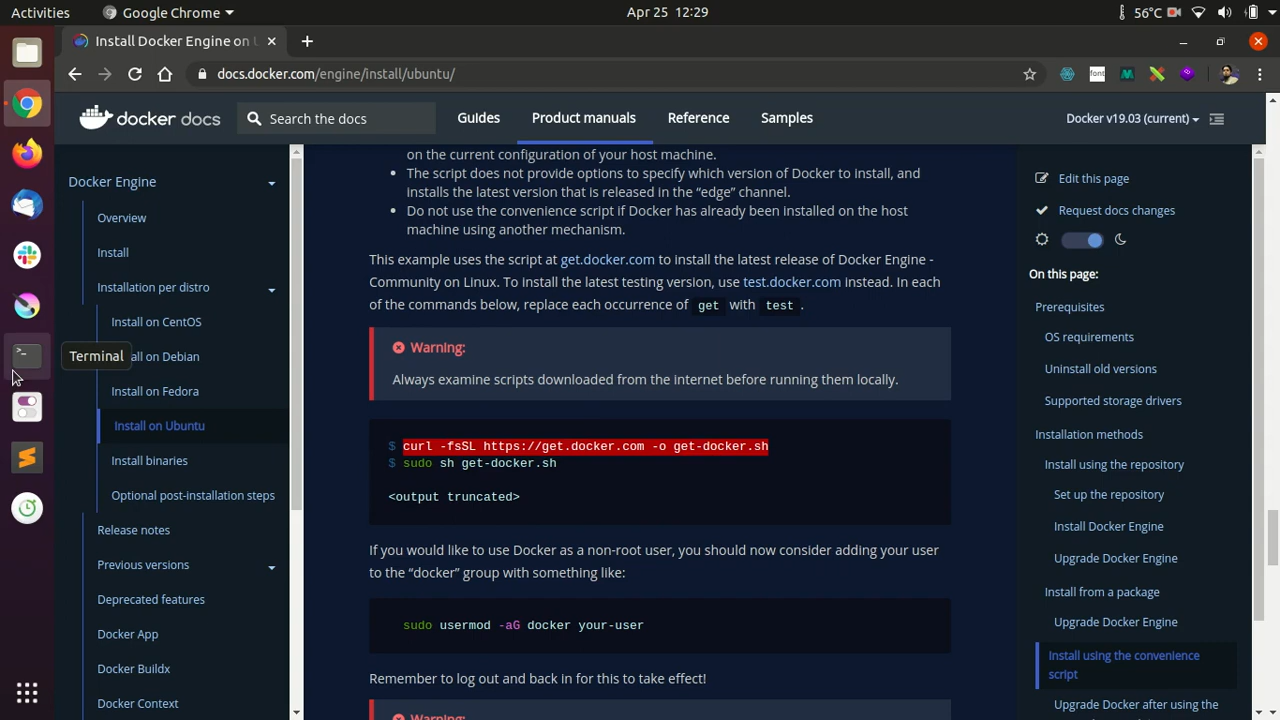 Activities
Google Chrome
Apr 25 12:29
56°C
Install Docker Engine on U
docs.docker.com/engine/install/ubuntu/
font
docker docs
Search the docs
Guides
Product manuals
Reference
Samples
Docker v19.03 (current)
Docker Engine
Overview
Install
Installation per distro
Install on CentOS
all on Debian
Terminal
Install on Fedora
Install on Ubuntu
Install binaries
Optional post-installation steps
Release notes
Previous versions
Deprecated features
Docker App
Docker Buildx
Docker Context
on the current configuration of your host machine.
The script does not provide options to specify which version of Docker to install, and
installs the latest version that is released in the “edge” channel.
Do not use the convenience script if Docker has already been installed on the host
machine using another mechanism.
This example uses the script at get.docker.com to install the latest release of Docker Engine -
Community on Linux. To install the latest testing version, use test.docker.com instead. In each
of the commands below, replace each occurrence of get with test .
Warning:
Always examine scripts downloaded from the internet before running them locally.
$ curl -fsSL https://get.docker.com -o get-docker.sh
$ sudo sh get-docker.sh
<output truncated>
If you would like to use Docker as a non-root user, you should now consider adding your user
to the “docker” group with something like:
sudo usermod -aG docker your-user
Remember to log out and back in for this to take effect!
Warning:
Edit this page
Request docs changes
On this page:
Prerequisites
OS requirements
Uninstall old versions
Supported storage drivers
Installation methods
Install using the repository
Set up the repository
Install Docker Engine
Upgrade Docker Engine
Install from a package
Upgrade Docker Engine
Install using the convenience
script
Upgrade Docker after using the